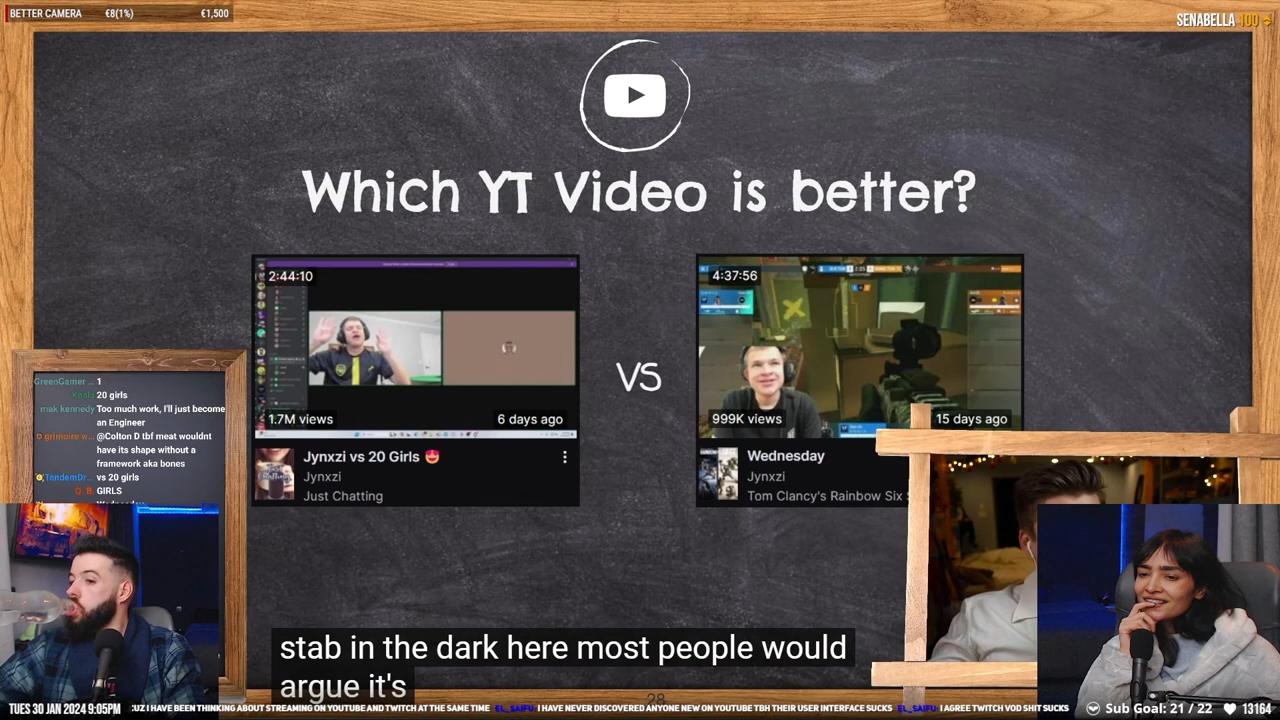 BETTER CAMERA €8(1%) €1,500
SENABELLA 100
Which YT Video is better?
2:44:10
1.7M views 6 days ago
Jynxzi vs 20 Girls 😍
Jynxzi
Just Chatting
VS
4:37:56
999K views 15 days ago
Wednesday
Jynxzi
Tom Clancy's Rainbow Six
GreenGamer ... 1
20 girls
mak kennedy Too much work, I'll just become
an Engineer
grimoire w... @Colton D tbf meat wouldnt
have its shape without a
framework aka bones
TandemDr... vs 20 girls
Q. B. GIRLS
stab in the dark here most people would
argue it's
28
TUES 30 JAN 2024 9:05PM
:UZ I HAVE BEEN THINKING ABOUT STREAMING ON YOUTUBE AND TWITCH AT THE SAME TIME EL_SAIFU: I HAVE NEVER DISCOVERED ANYONE NEW ON YOUTUBE TBH THEIR USER INTERFACE SUCKS EL_SAIFU: I AGREE TWITCH VOD SHIT SUCKS
Sub Goal: 21 / 22 13164